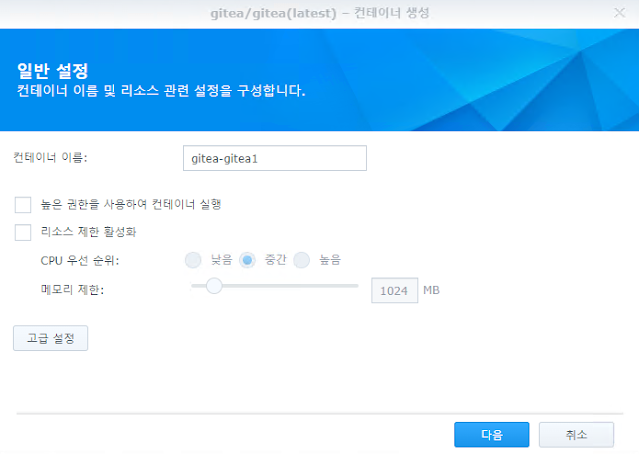 gitea/gitea(latest) – 컨테이너 생성
일반 설정
컨테이너 이름 및 리소스 관련 설정을 구성합니다.
컨테이너 이름: gitea-gitea1
높은 권한을 사용하여 컨테이너 실행
리소스 제한 활성화
CPU 우선 순위: 낮음 중간 높음
메모리 제한: 1024 MB
고급 설정
다음 취소